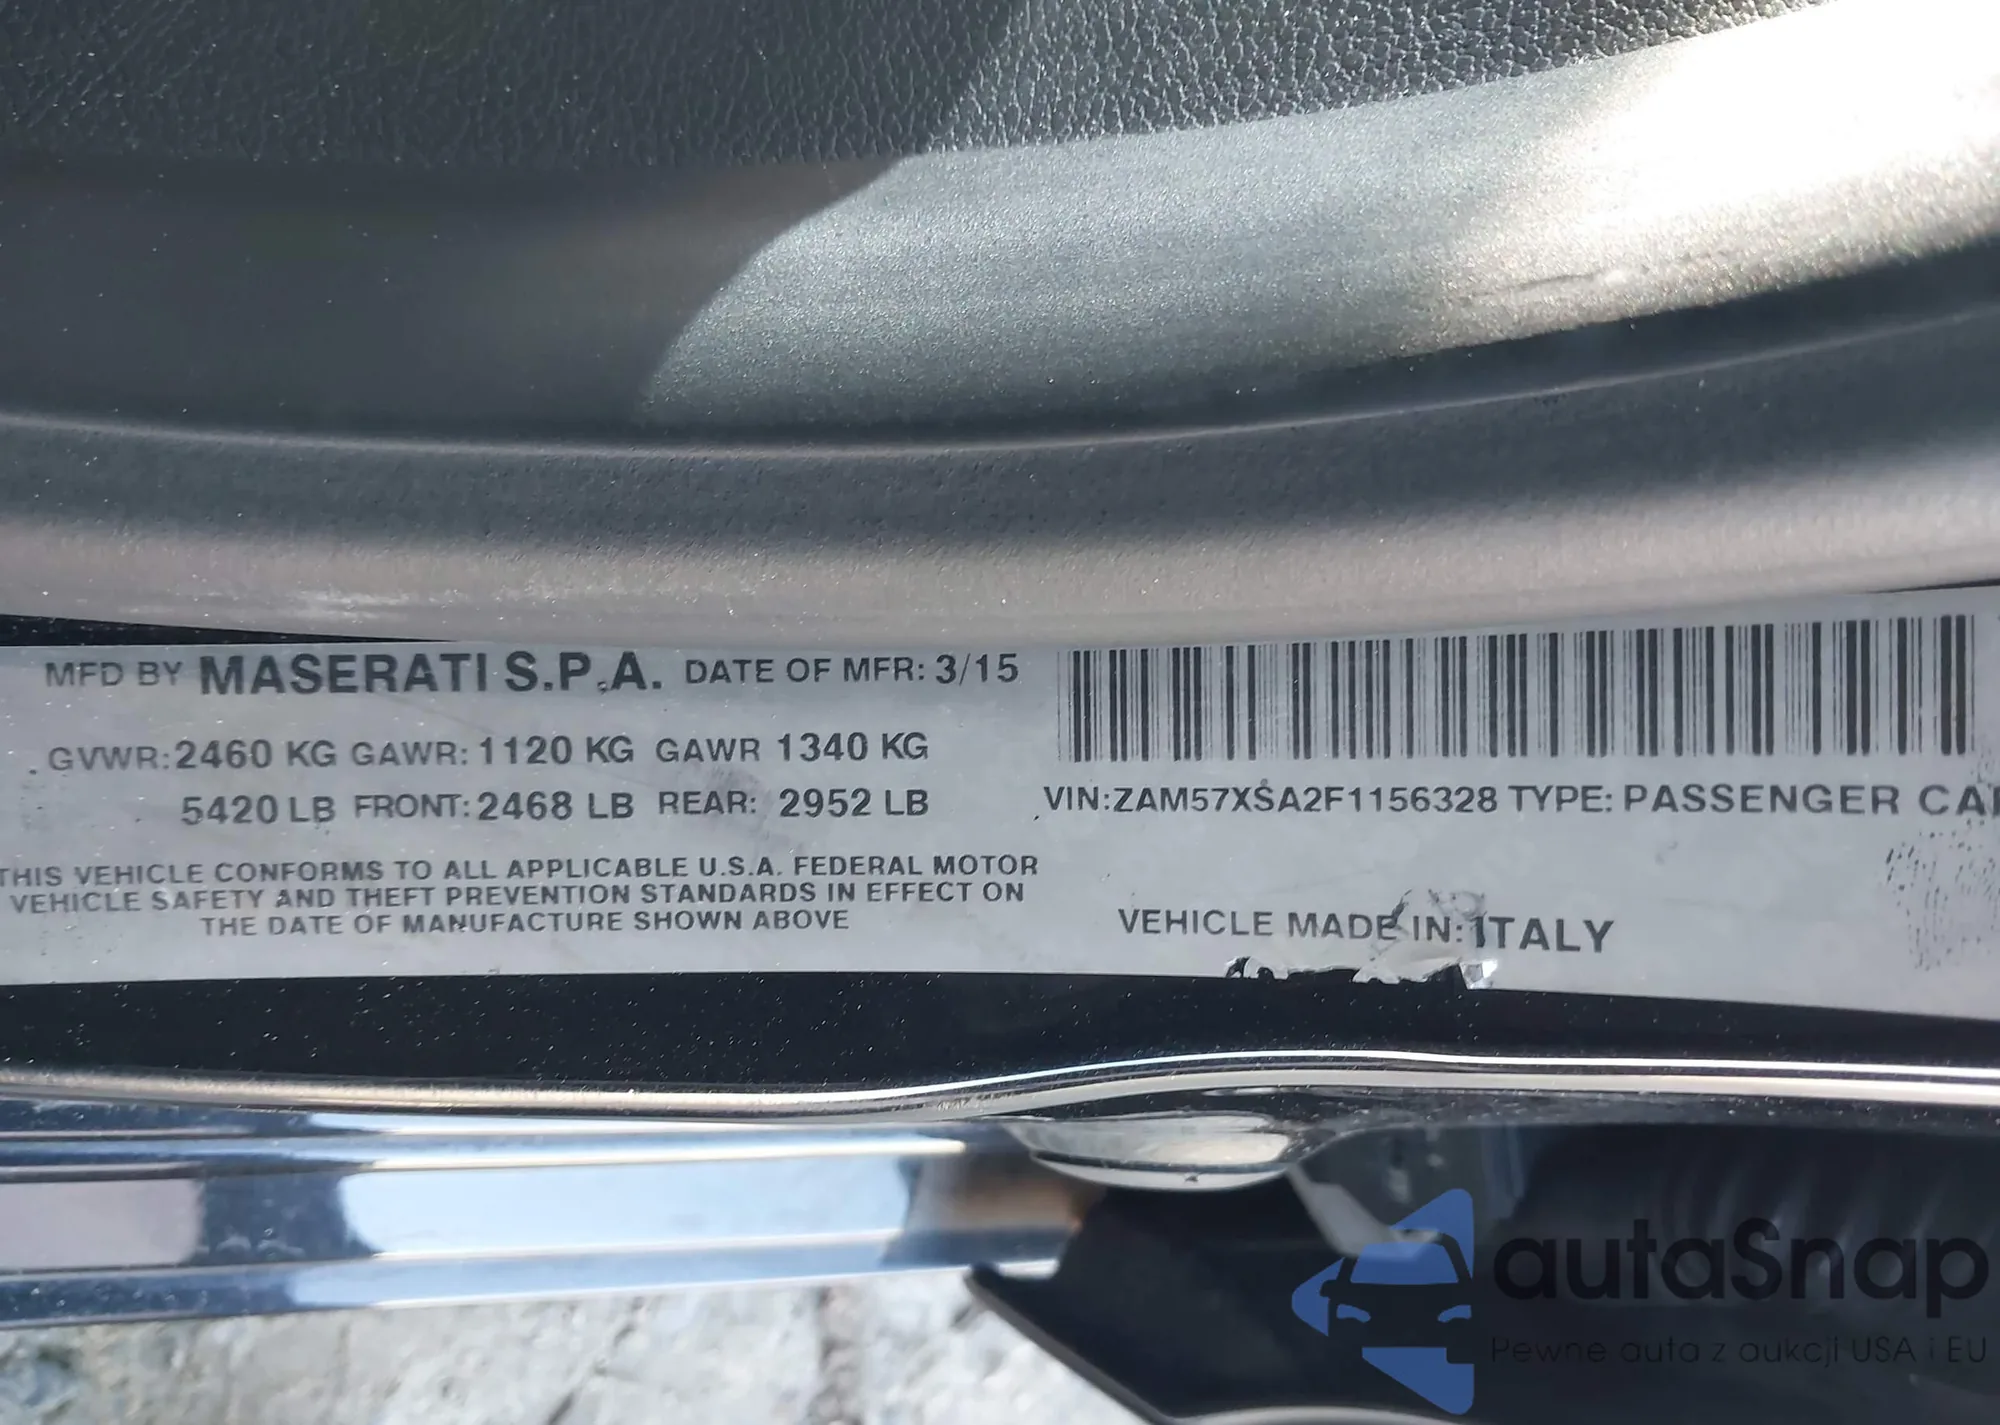 MFD BY MASERATI S.P.A. DATE OF MFR: 3/15
GVWR:2460 KG GAWR: 1120 KG GAWR 1340 KG
5420 LB FRONT: 2468 LB REAR: 2952 LB
THIS VEHICLE CONFORMS TO ALL APPLICABLE U.S.A. FEDERAL MOTOR
VEHICLE SAFETY AND THEFT PREVENTION STANDARDS IN EFFECT ON
THE DATE OF MANUFACTURE SHOWN ABOVE
VIN:ZAM57XSA2F1156328 TYPE: PASSENGER CA
VEHICLE MADE IN: ITALY
autaSnap
Pewne auta z aukcji USA i EU